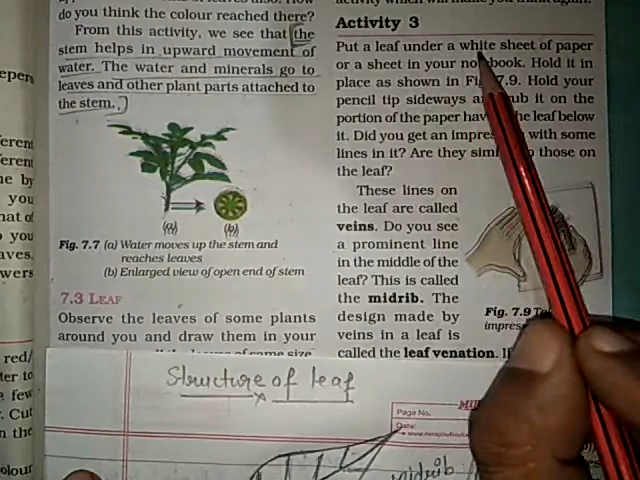 do you think the colour reached there?
From this activity, we see that the
stem helps in upward movement of
water. The water and minerals go to
leaves and other plant parts attached to
the stem.
(a) (b)
Fig. 7.7 (a) Water moves up the stem and
reaches leaves
(b) Enlarged view of open end of stem
7.3 LEAF
Observe the leaves of some plants
around you and draw them in your
Activity 3
Put a leaf under a white sheet of paper
or a sheet in your notebook. Hold it in
place as shown in Fig 7.9. Hold your
pencil tip sideways and rub it on the
portion of the paper the leaf below
it. Did you get an with some
lines in it? Are they those on
the leaf?
These lines on
the leaf are called
veins. Do you see
a prominent line
in the middle of the
leaf? This is called
the midrib. The
design made by
veins in a leaf is
called the leaf venation.
Fig. 7.9
Structure of leaf
Page No.
Date:
midrib
you
red/
ter to
few
Cut
n the
olour